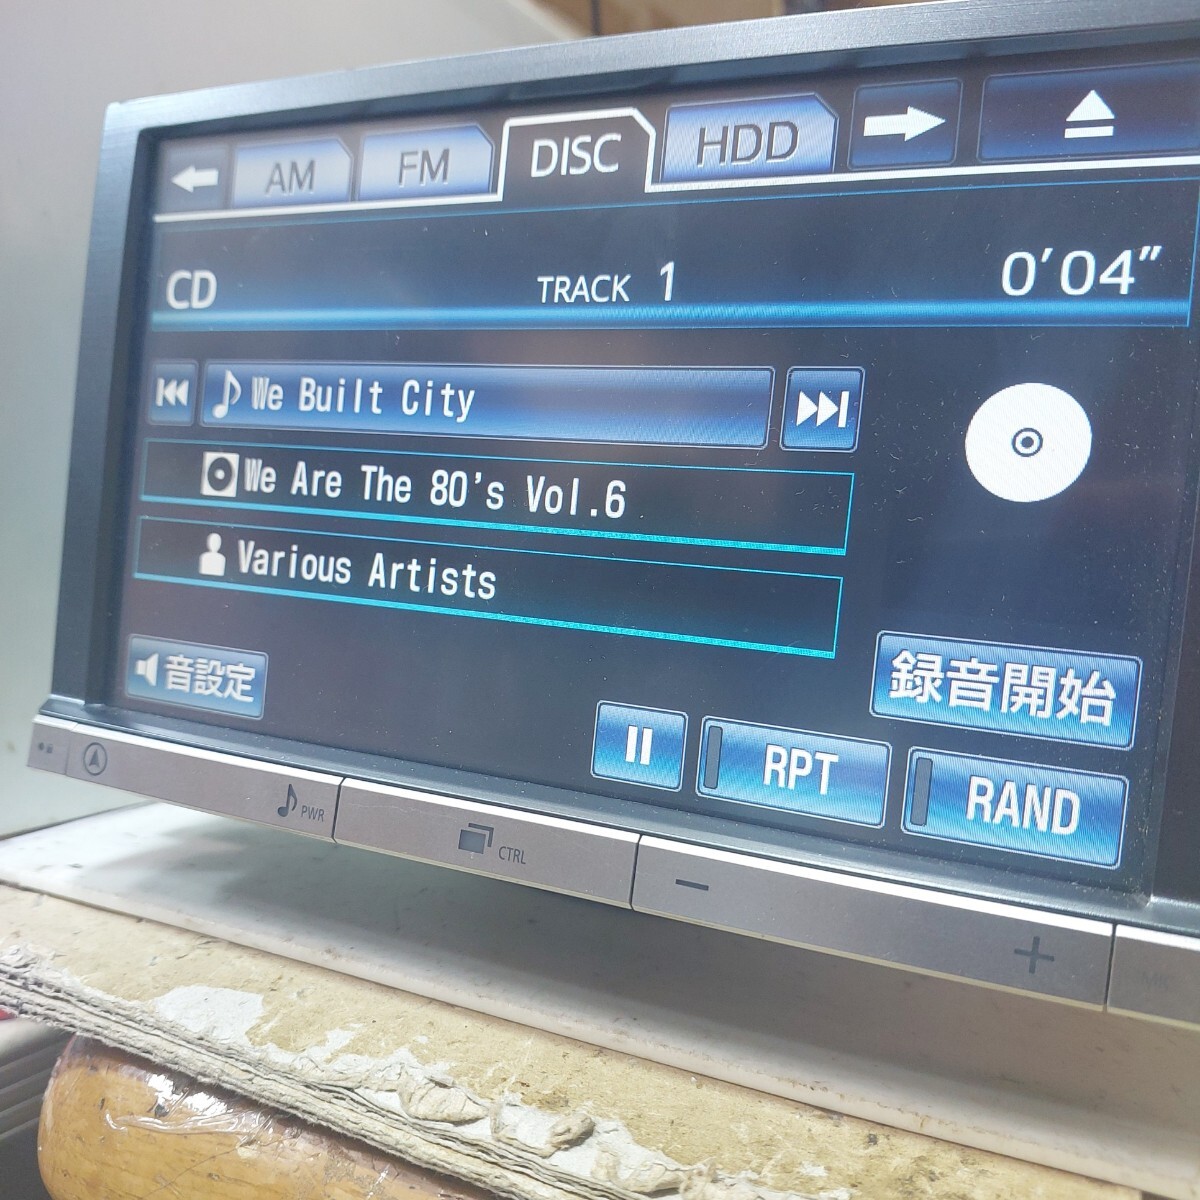 AM FM DISC HDD
CD TRACK 1 0'04"
We Built City
We Are The 80's Vol.6
Various Artists
音設定
録音開始
RPT
RAND
PWR
CTRL
− +